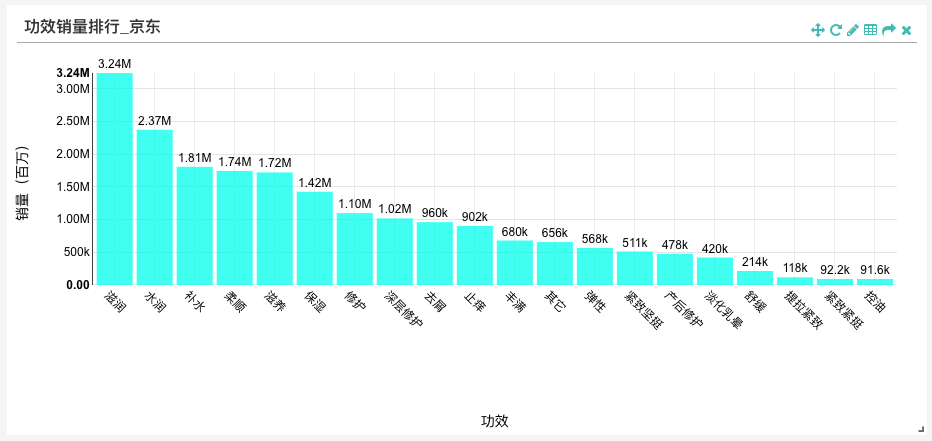 功效销量排行_京东
3.24M
3.00M
2.50M
2.00M
1.50M
1.00M
500k
0.00
销量（百万）
3.24M
2.37M
1.81M
1.74M
1.72M
1.42M
1.10M
1.02M
960k
902k
680k
656k
568k
511k
478k
420k
214k
118k
92.2k
91.6k
滋润
水润
补水
柔顺
滋养
保湿
修护
深层修护
去屑
止痒
丰满
其它
弹性
紧致坚挺
产后修护
淡化乳晕
舒缓
提拉紧致
紧致紧挺
控油
功效